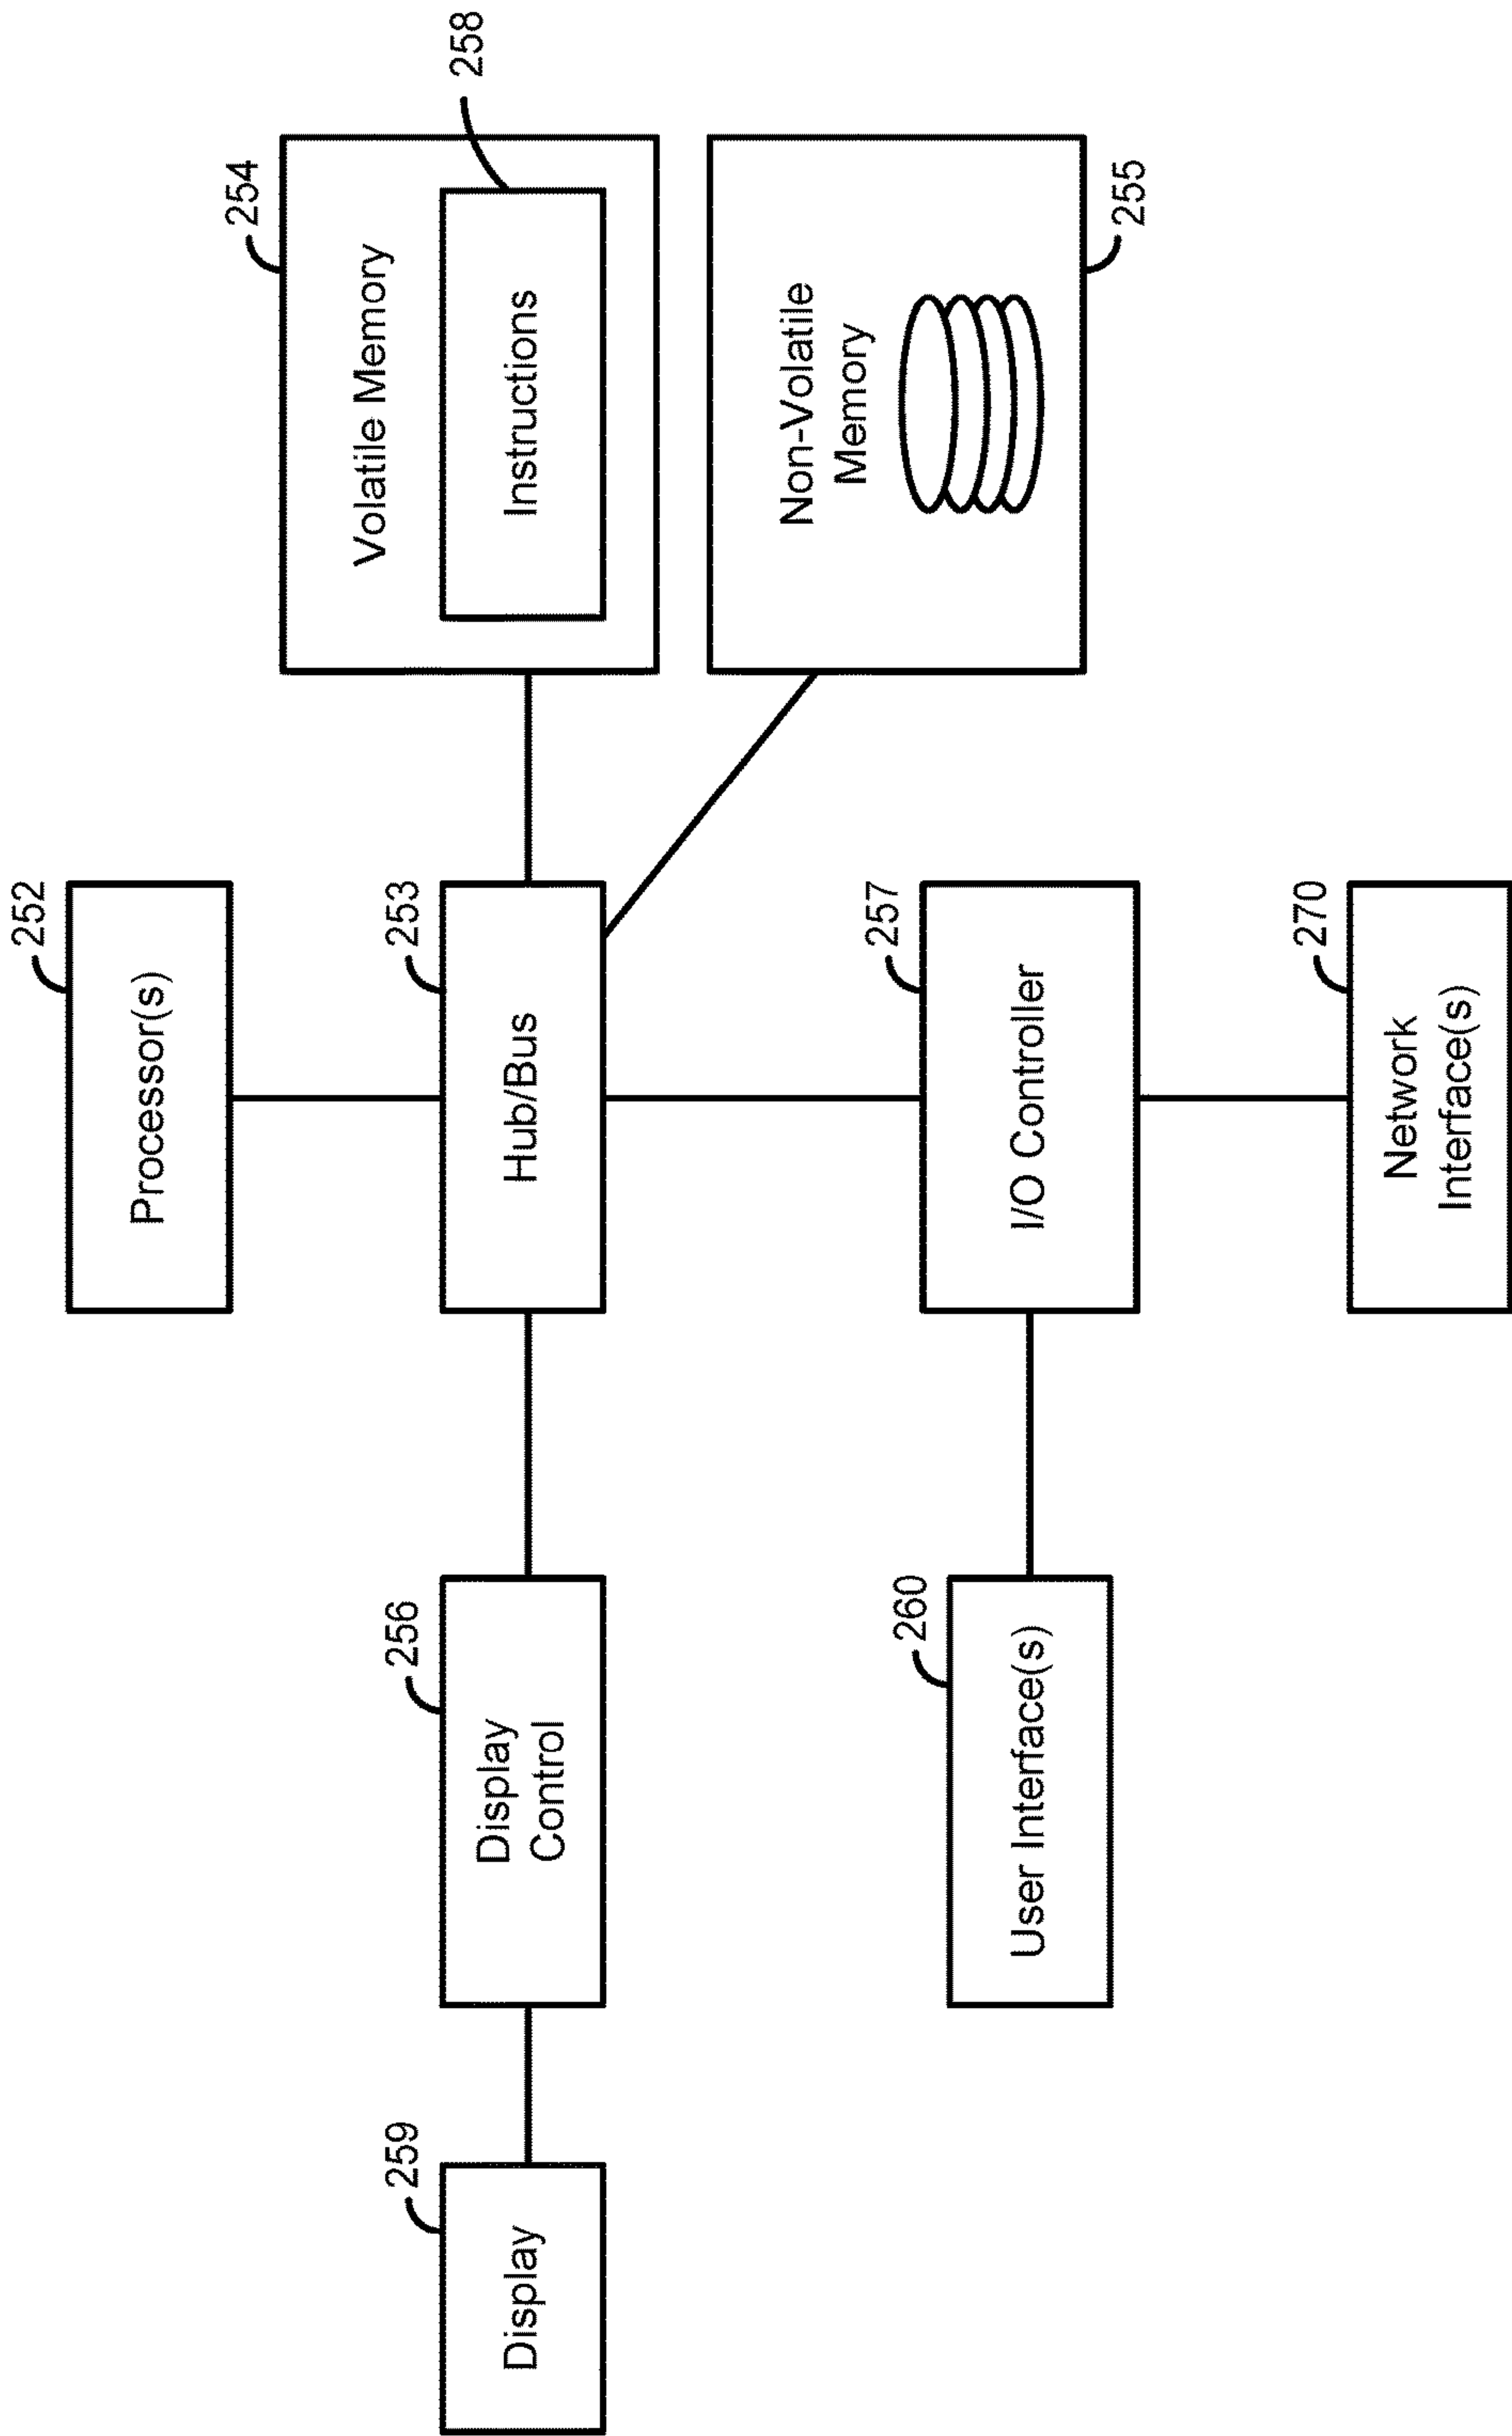 252
Processor(s)
254
Volatile Memory
258
Instructions
259
Display
256
Display
Control
253
Hub/Bus
Non-Volatile
Memory
255
260
User Interface(s)
257
I/O Controller
270
Network
Interface(s)